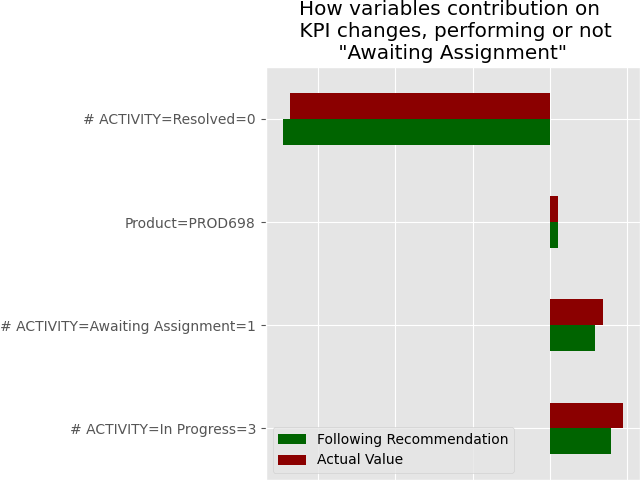 How variables contribution on
KPI changes, performing or not
"Awaiting Assignment"
# ACTIVITY=Resolved=0
Product=PROD698
# ACTIVITY=Awaiting Assignment=1
# ACTIVITY=In Progress=3
Following Recommendation
Actual Value